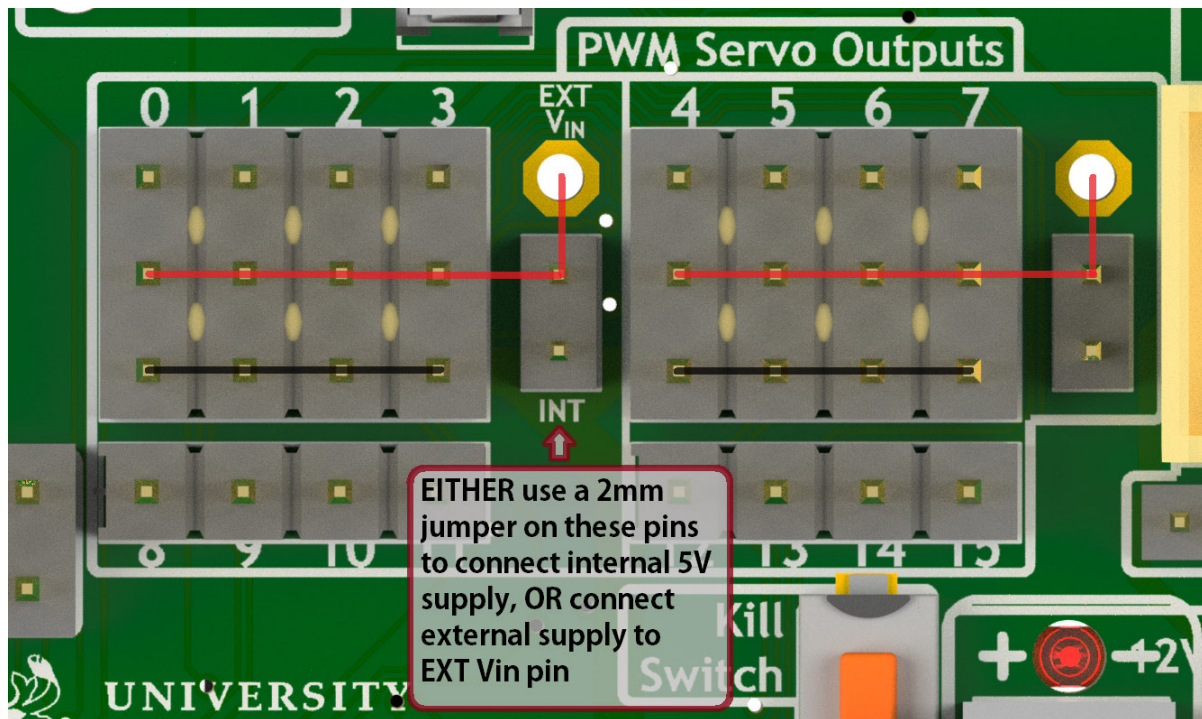 PWM Servo Outputs
0 1 2 3
EXT
VIN
4 5 6 7
INT
EITHER use a 2mm
jumper on these pins
to connect internal 5V
supply, OR connect
external supply to
EXT Vin pin
8 9 10
13 14 15
Kill
Switch
+ 12V
UNIVERSITY